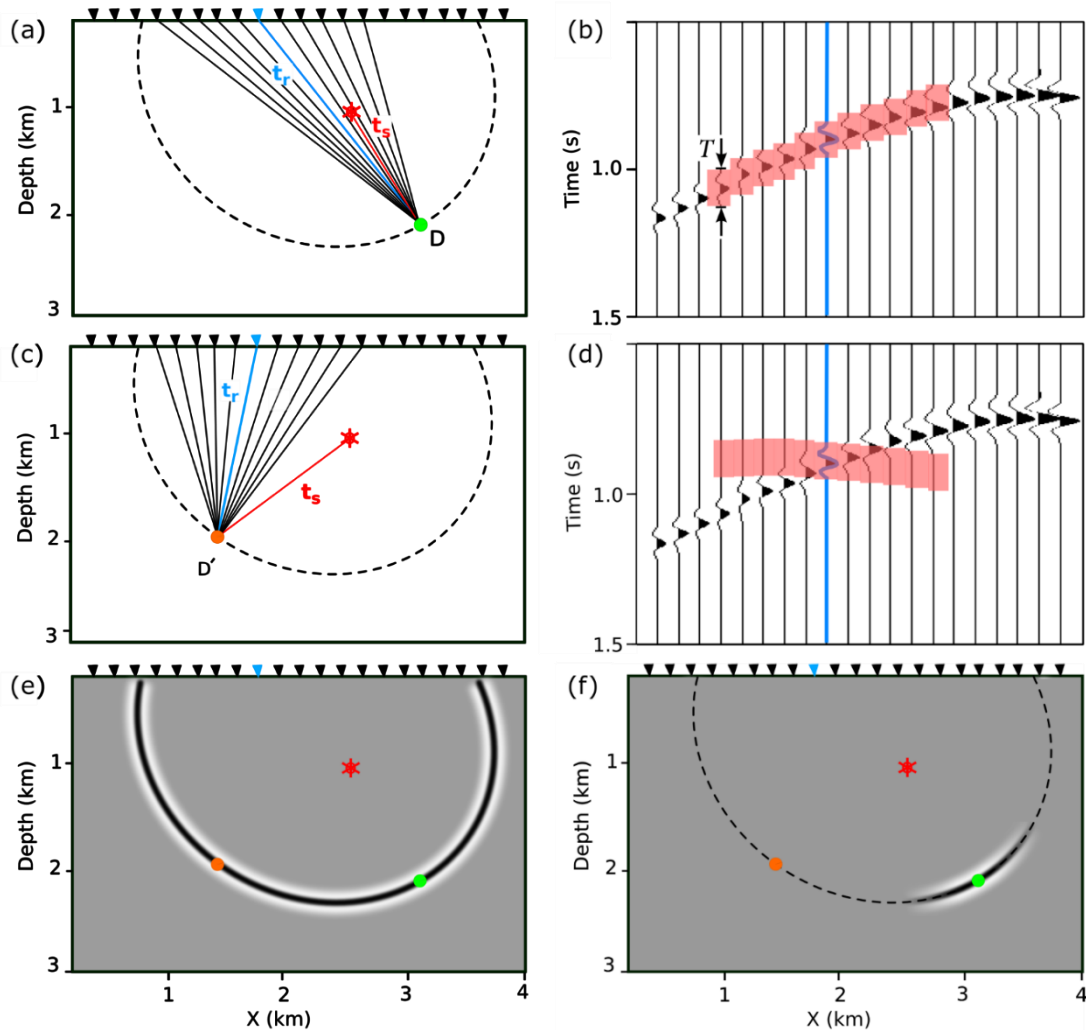 (a)
Depth (km)
1
2
3
t_r
t_s
D
(b)
Time (s)
1.0
1.5
T
(c)
Depth (km)
1
2
3
t_r
t_s
D'
(d)
Time (s)
1.0
1.5
(e)
Depth (km)
1
2
3
1
2
3
4
X (km)
(f)
Depth (km)
1
2
3
1
2
3
4
X (km)